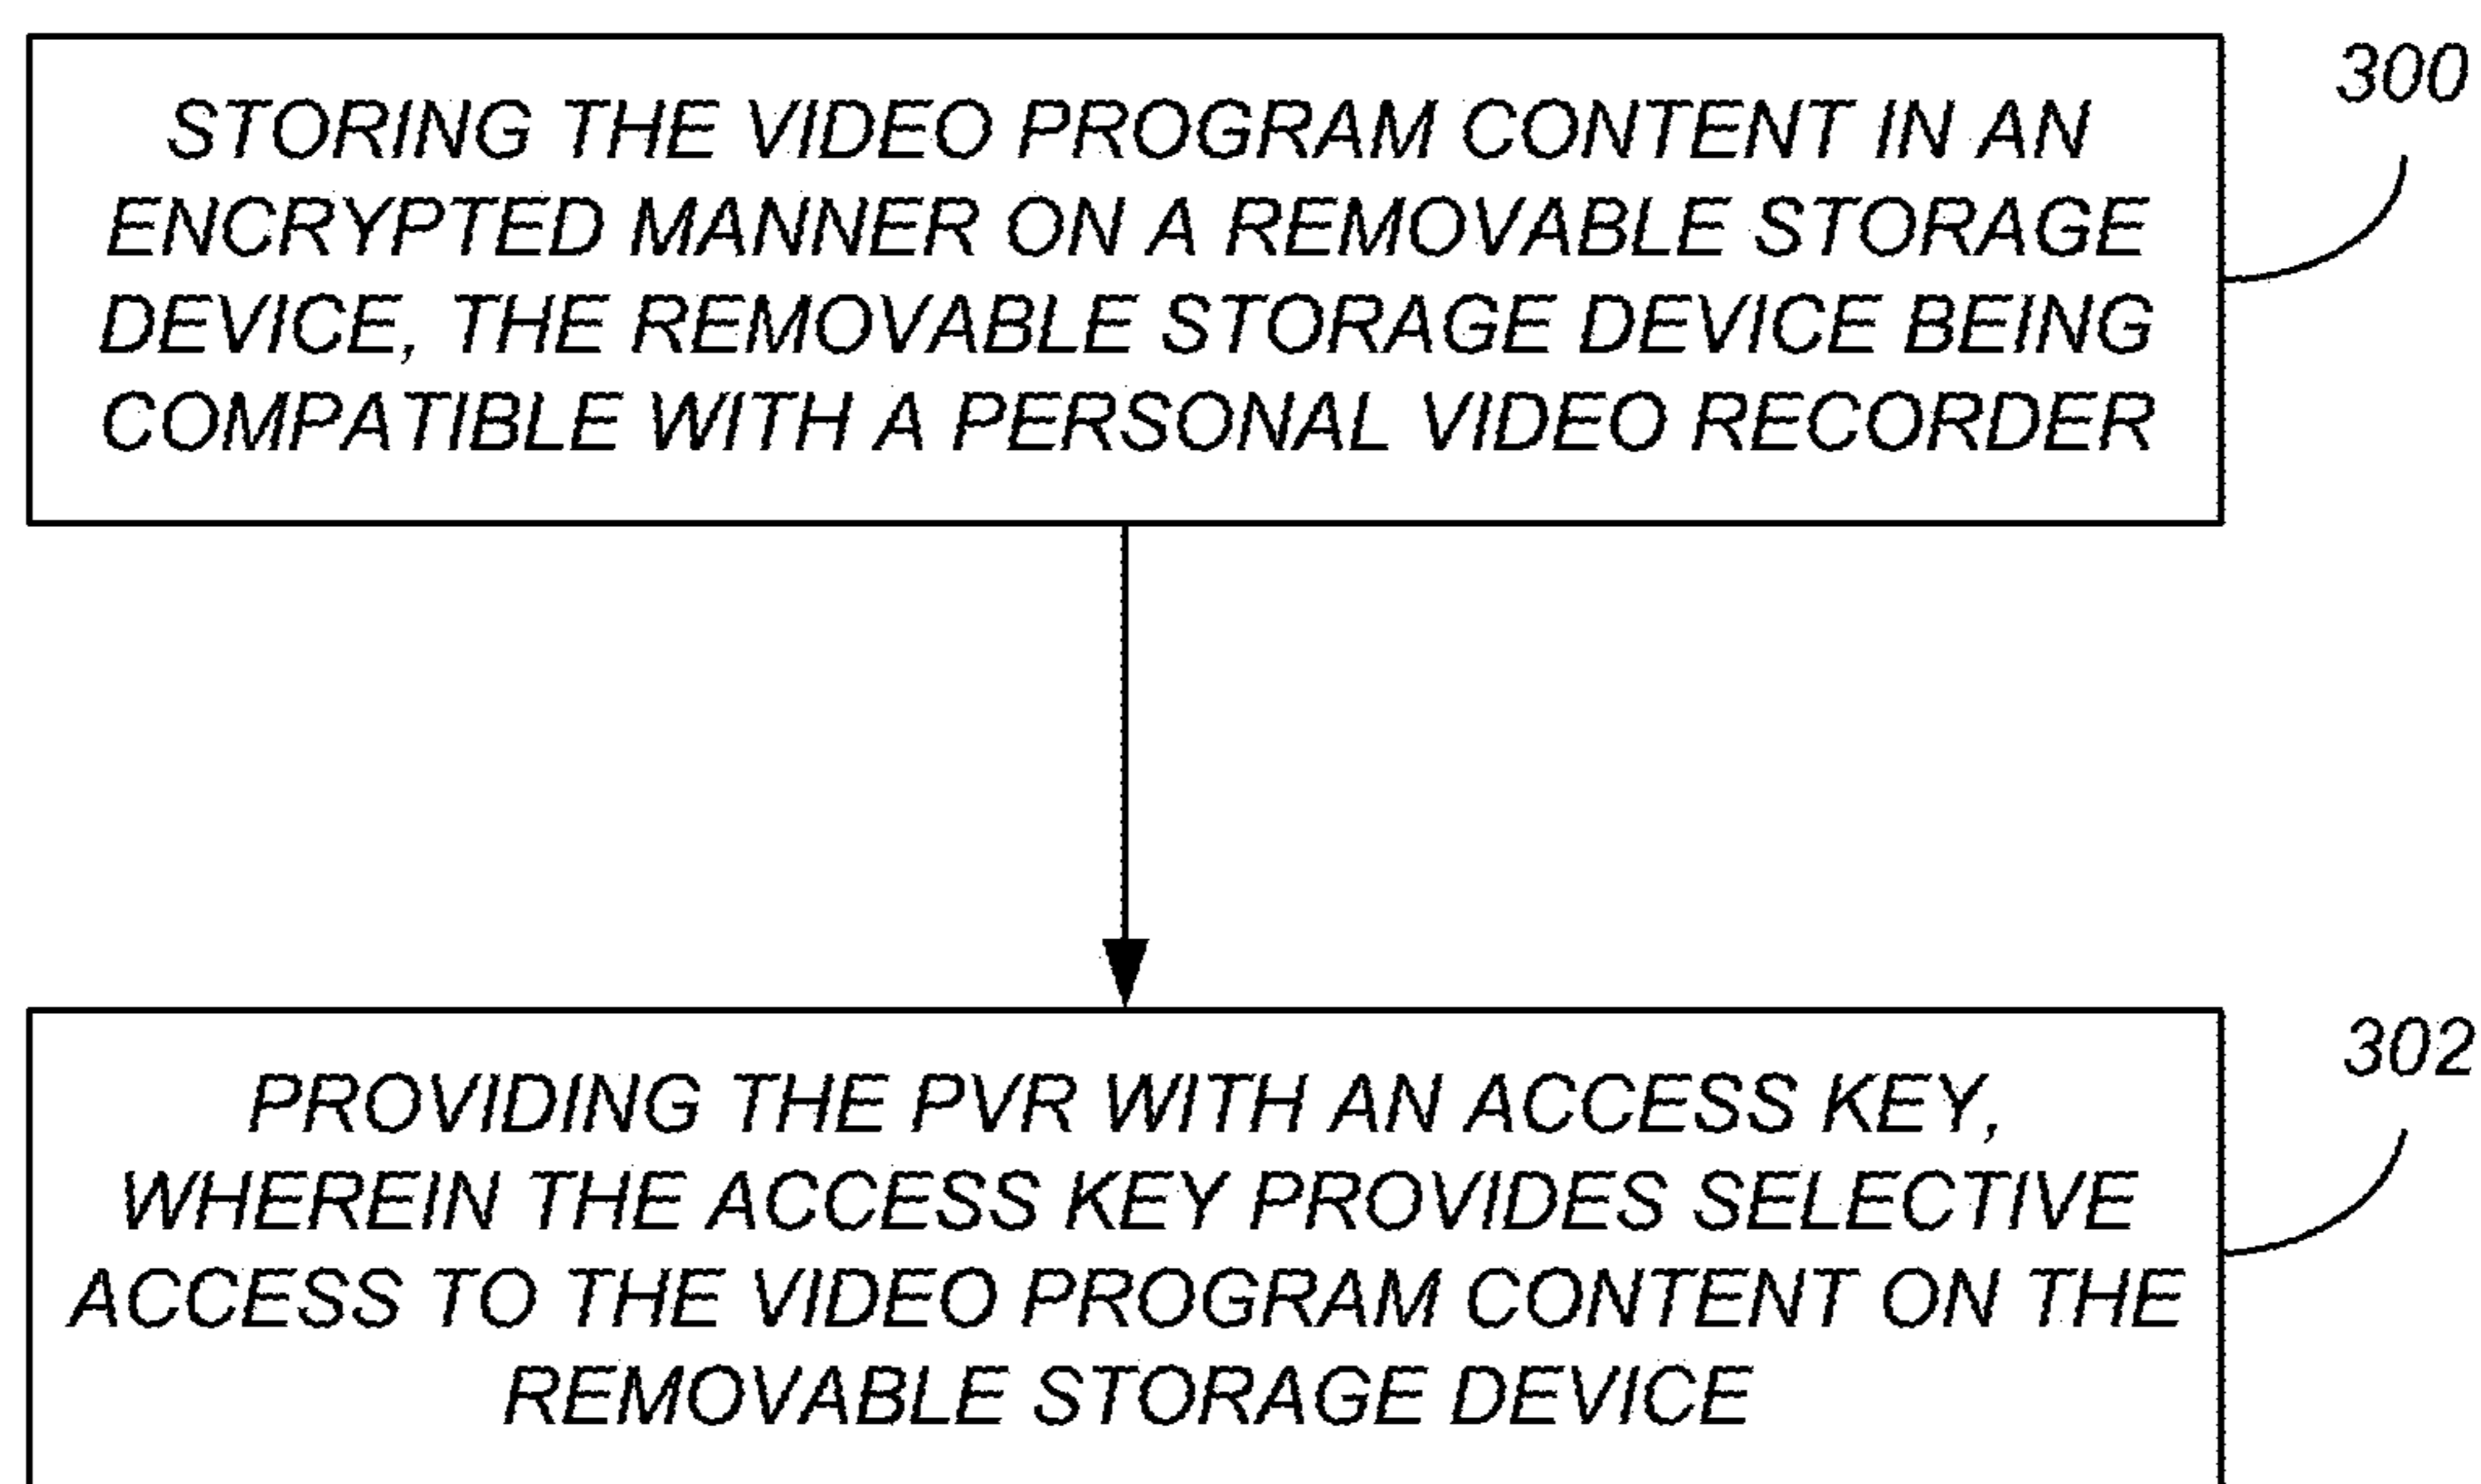 300
STORING THE VIDEO PROGRAM CONTENT IN AN
ENCRYPTED MANNER ON A REMOVABLE STORAGE
DEVICE, THE REMOVABLE STORAGE DEVICE BEING
COMPATIBLE WITH A PERSONAL VIDEO RECORDER
302
PROVIDING THE PVR WITH AN ACCESS KEY,
WHEREIN THE ACCESS KEY PROVIDES SELECTIVE
ACCESS TO THE VIDEO PROGRAM CONTENT ON THE
REMOVABLE STORAGE DEVICE